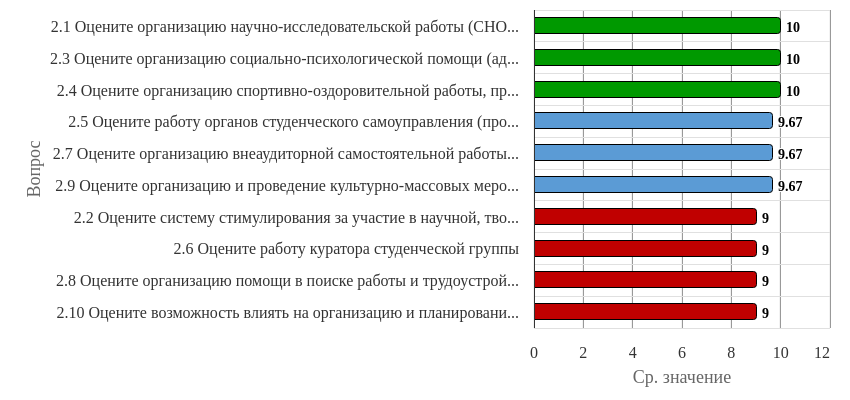 2.1 Оцените организацию научно-исследовательской работы (СНО... 10
2.3 Оцените организацию социально-психологической помощи (ад... 10
2.4 Оцените организацию спортивно-оздоровительной работы, пр... 10
2.5 Оцените работу органов студенческого самоуправления (про... 9.67
2.7 Оцените организацию внеаудиторной самостоятельной работы... 9.67
2.9 Оцените организацию и проведение культурно-массовых меро... 9.67
2.2 Оцените систему стимулирования за участие в научной, тво... 9
2.6 Оцените работу куратора студенческой группы 9
2.8 Оцените организацию помощи в поиске работы и трудоустрой... 9
2.10 Оцените возможность влиять на организацию и планировани... 9
Вопрос
0 2 4 6 8 10 12
Ср. значение